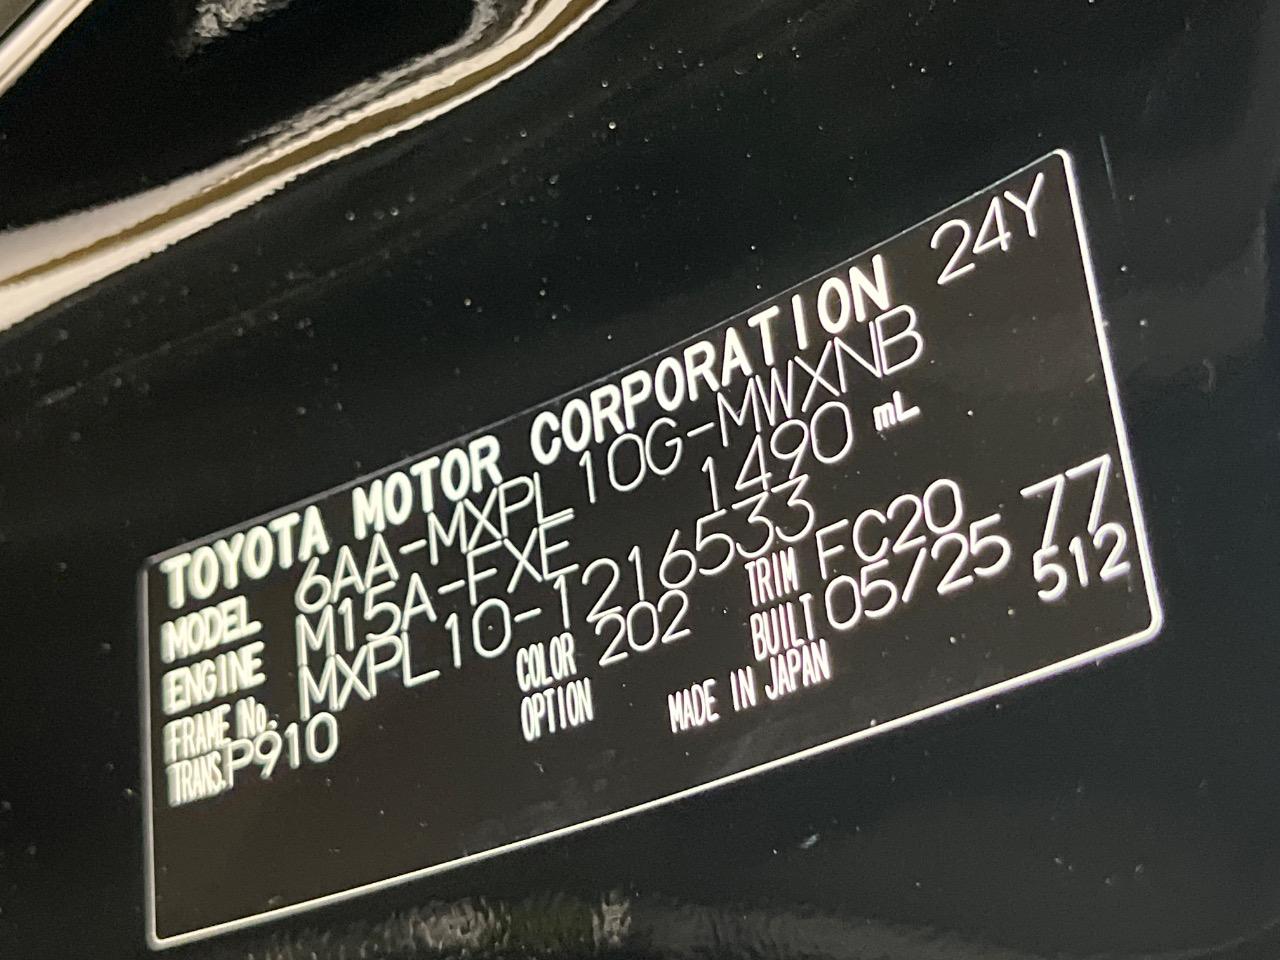 TOYOTA MOTOR CORPORATION 24Y
MODEL 6AA-MXPL10G-MWXNB
ENGINE M15A-FXE 1490 mL
FRAME No. MXPL10-1216533
TRANS. P910 COLOR 202 TRIM FC20 77
OPTION BUILT 05/25 512
MADE IN JAPAN